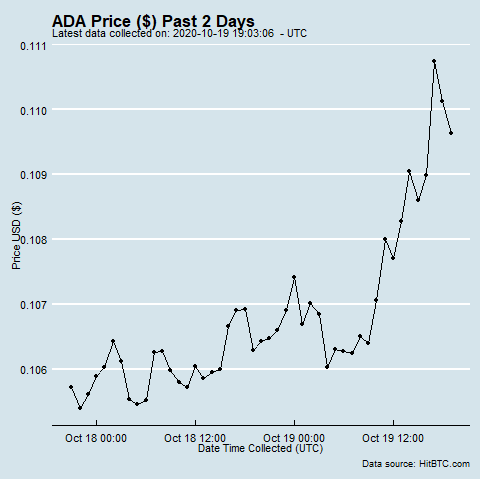 ADA Price ($) Past 2 Days
Latest data collected on: 2020-10-19 19:03:06  - UTC
0.111
0.110
0.109
0.108
0.107
0.106
Price USD ($)
Oct 18 00:00 Oct 18 12:00 Oct 19 00:00 Oct 19 12:00
Date Time Collected (UTC)
Data source: HitBTC.com